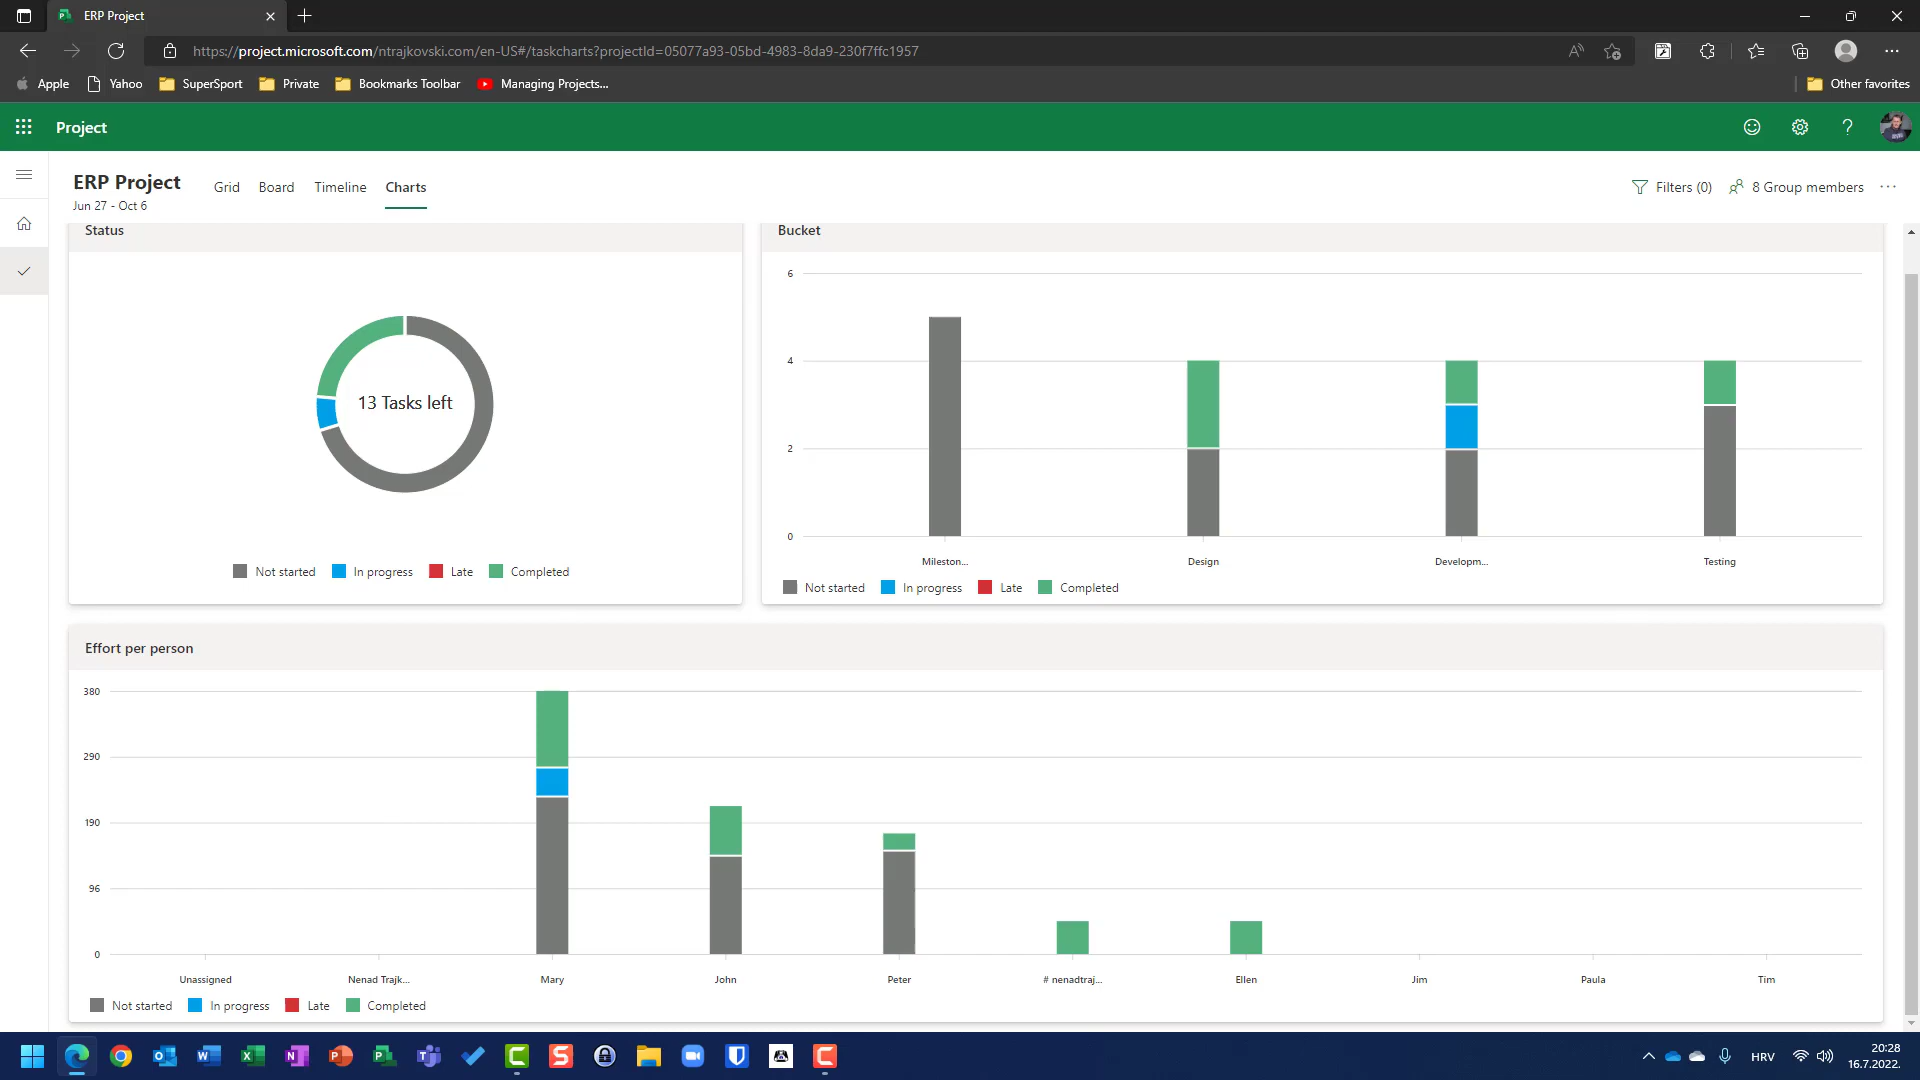 ERP Project
https://project.microsoft.com/ntrajkovski.com/en-US#/taskcharts?projectId=05077a93-05bd-4983-8da9-230f7ffc1957
Apple Yahoo SuperSport Private Bookmarks Toolbar Managing Projects... Other favorites
Project
ERP Project Grid Board Timeline Charts Filters (0) 8 Group members
Jun 27 - Oct 6
Status
13 Tasks left
Not started In progress Late Completed
Bucket
6
4
2
0
Mileston... Design Developm... Testing
Not started In progress Late Completed
Effort per person
380
290
190
96
0
Unassigned Nenad Trajk... Mary John Peter # nenadtraj... Ellen Jim Paula Tim
Not started In progress Late Completed
HRV
20:28
16.7.2022.